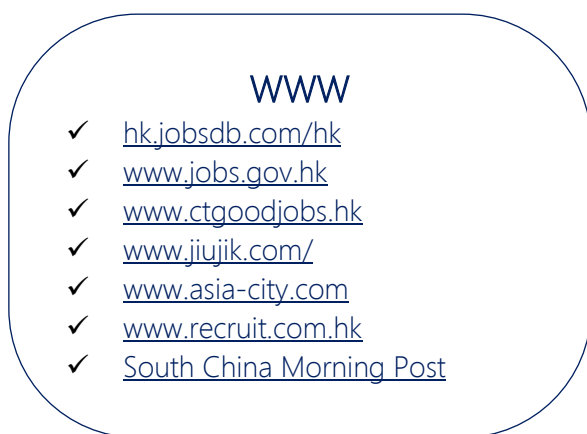 WWW
✓ hk.jobsdb.com/hk
✓ www.jobs.gov.hk
✓ www.ctgoodjobs.hk
✓ www.jiujik.com/
✓ www.asia-city.com
✓ www.recruit.com.hk
✓ South China Morning Post